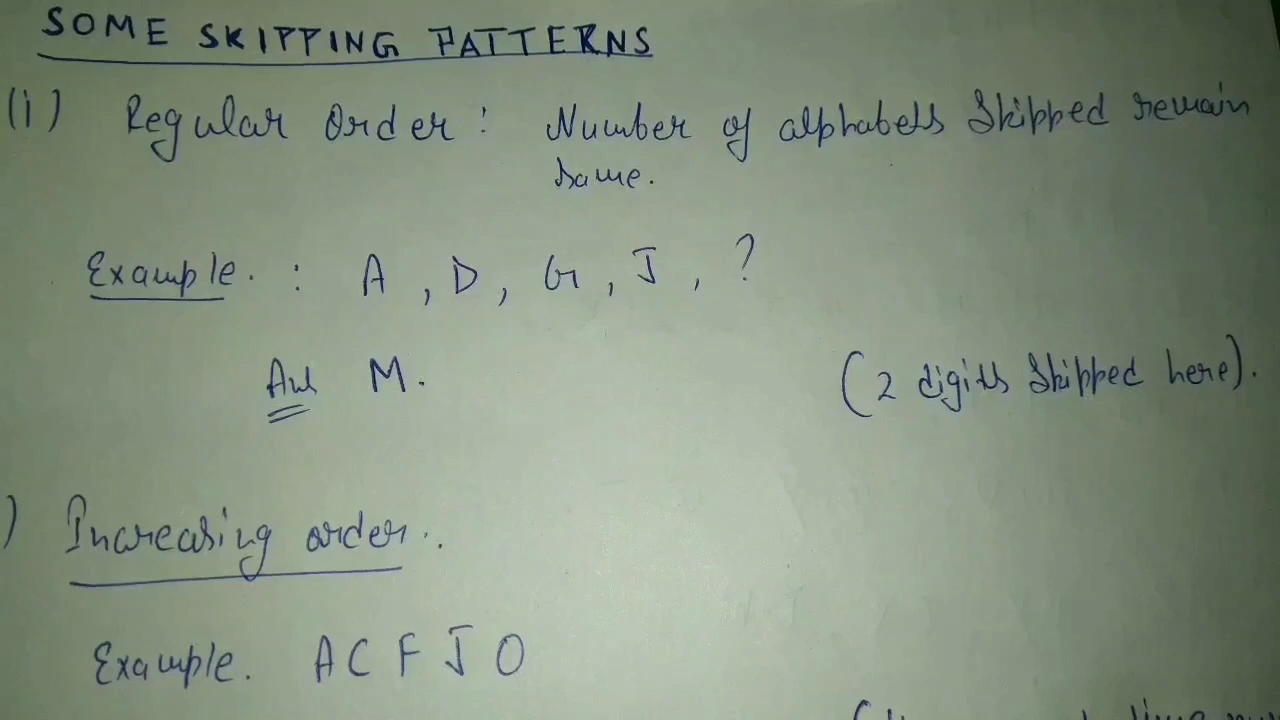 SOME SKIPPING PATTERNS
(i) Regular Order: Number of alphabets skipped remain
same.
Example. : A, D, G, J, ?
Ans M.
(2 digits skipped here).
) Increasing order..
Example. A C F J O